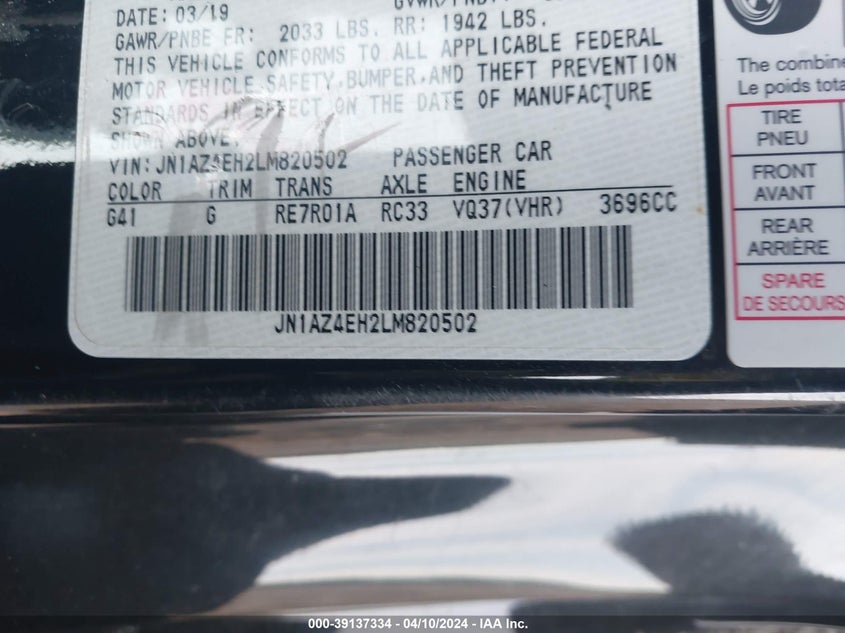 DATE: 03/19
GAWR/PNBE FR: 2033 LBS. RR: 1942 LBS.
THIS VEHICLE CONFORMS TO ALL APPLICABLE FEDERAL
MOTOR VEHICLE SAFETY, BUMPER, AND THEFT PREVENTION
STANDARDS IN EFFECT ON THE DATE OF MANUFACTURE
SHOWN ABOVE.
VIN: JN1AZ4EH2LM820502 PASSENGER CAR
COLOR TRIM TRANS AXLE ENGINE
G41 G RE7R01A RC33 VQ37(VHR) 3696CC
JN1AZ4EH2LM820502
The combine
Le poids tota
TIRE
PNEU
FRONT
AVANT
REAR
ARRIÈRE
SPARE
DE SECOURS
000-39137334 - 04/10/2024 - IAA Inc.